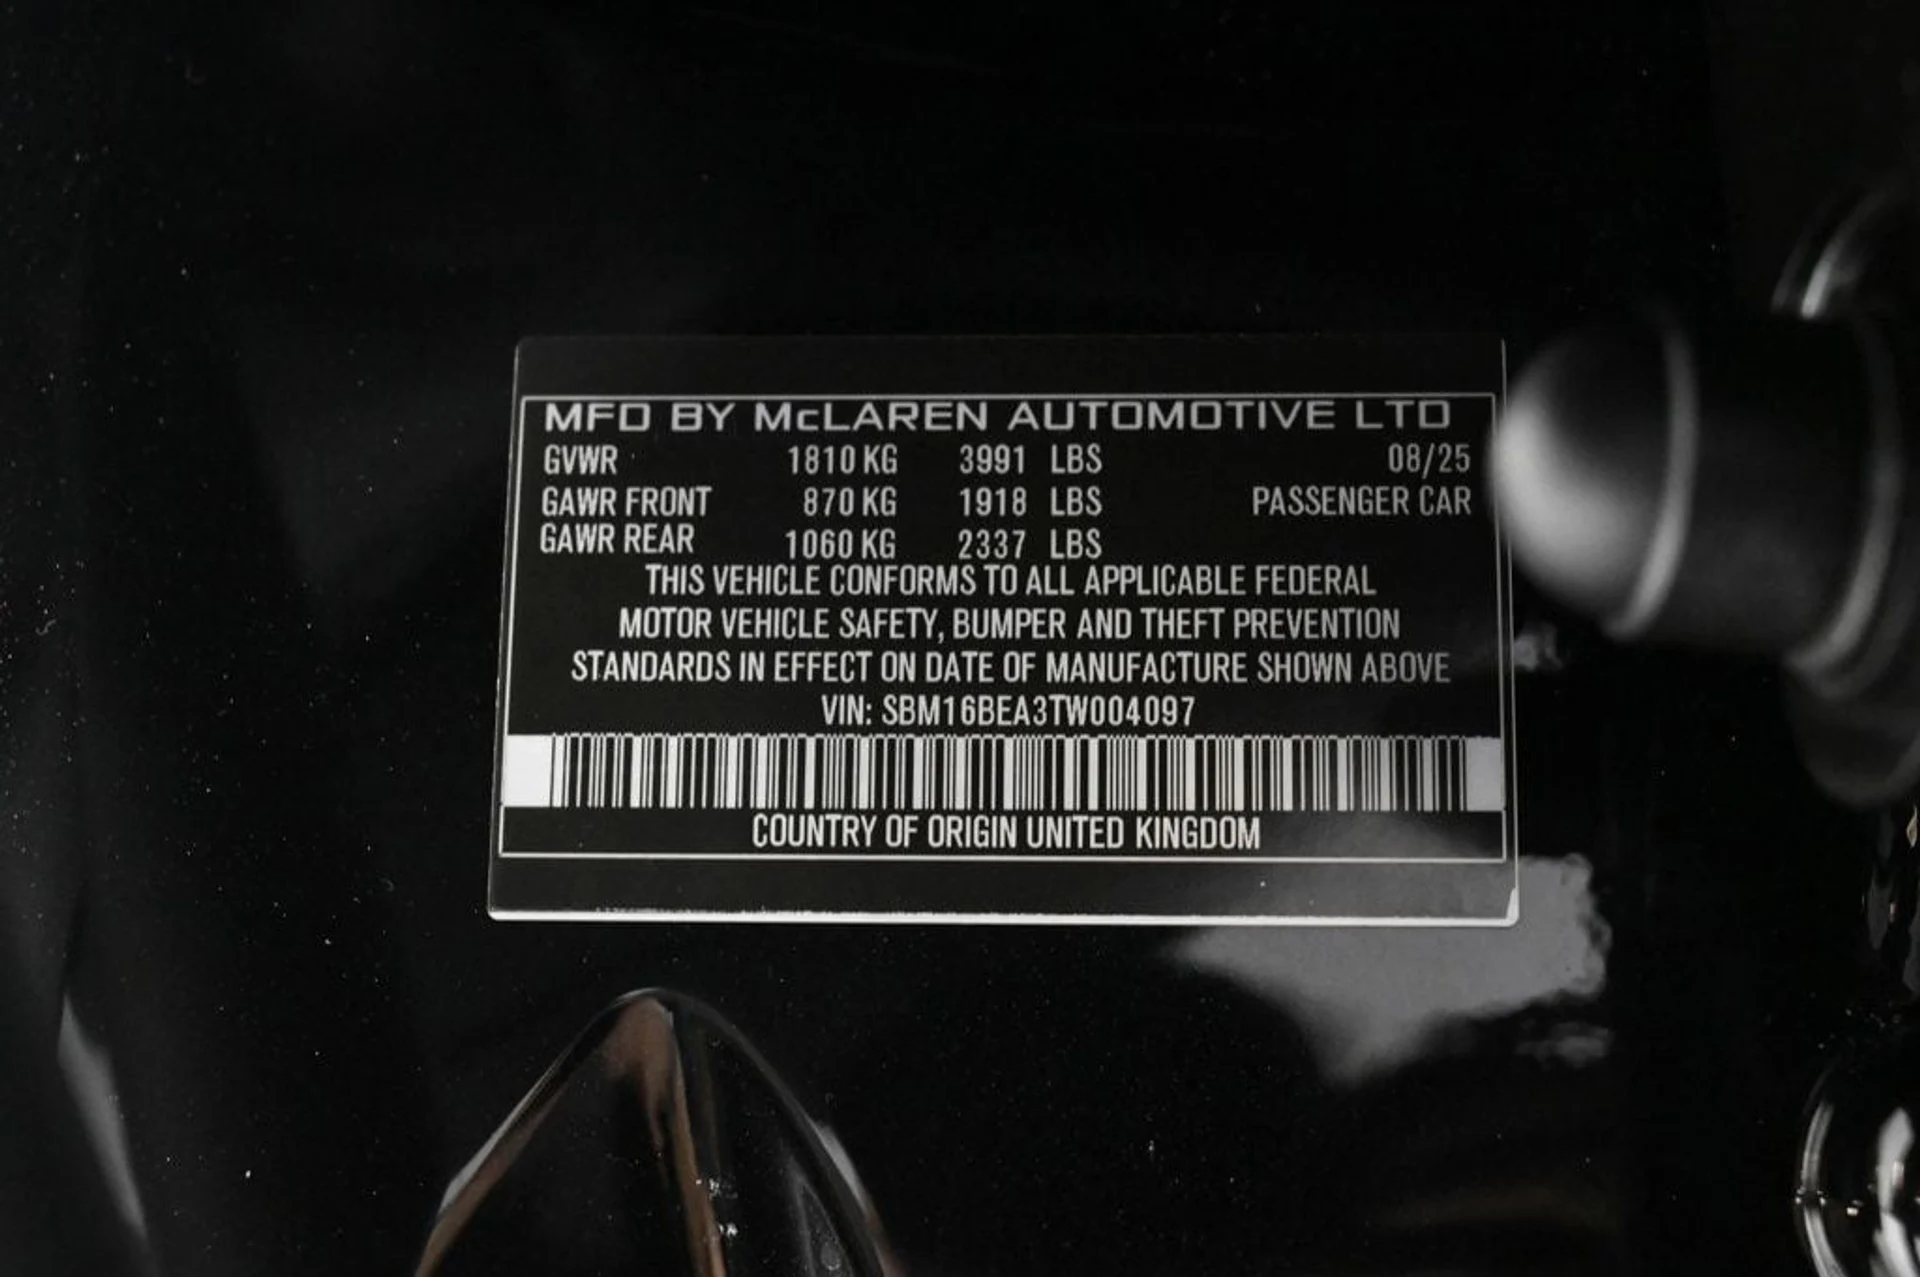 MFD BY McLAREN AUTOMOTIVE LTD
GVWR 1810 KG 3991 LBS 08/25
GAWR FRONT 870 KG 1918 LBS PASSENGER CAR
GAWR REAR 1060 KG 2337 LBS
THIS VEHICLE CONFORMS TO ALL APPLICABLE FEDERAL
MOTOR VEHICLE SAFETY, BUMPER AND THEFT PREVENTION
STANDARDS IN EFFECT ON DATE OF MANUFACTURE SHOWN ABOVE
VIN: SBM16BEA3TW004097
COUNTRY OF ORIGIN UNITED KINGDOM